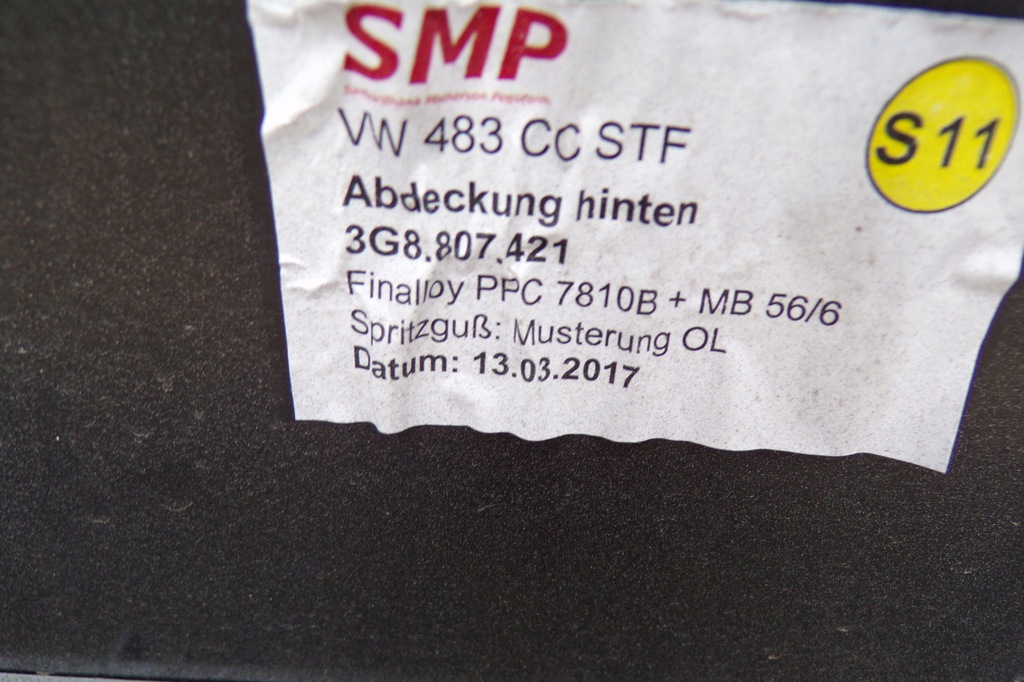 SMP
VW 483 CC STF
S 11
Abdeckung hinten
3G8.807.421
Finalloy PPC 7810B + MB 56/6
Spritzguß: Musterung OL
Datum: 13.03.2017